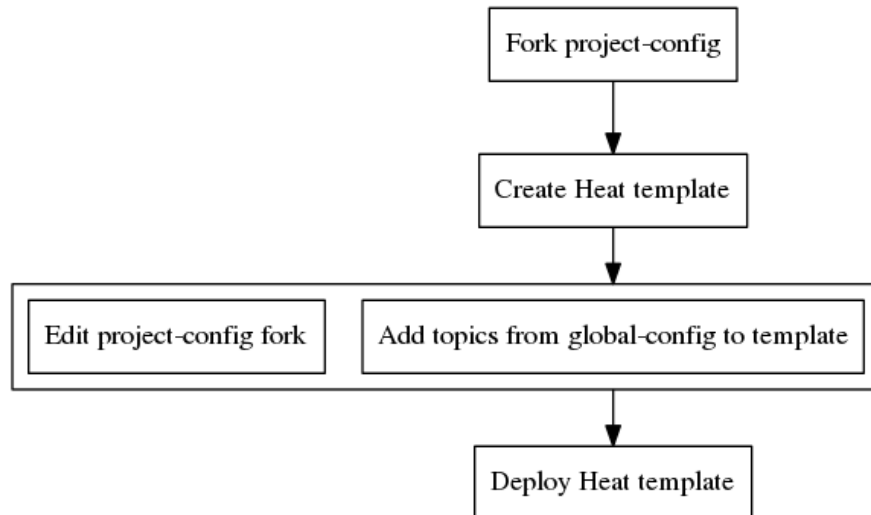 Fork project-config
Create Heat template
Edit project-config fork
Add topics from global-config to template
Deploy Heat template